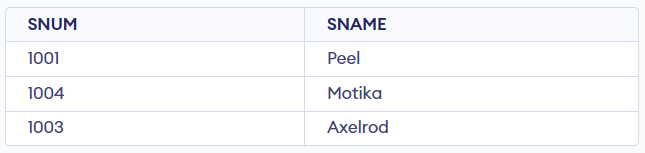 SNUM SNAME
1001 Peel
1004 Motika
1003 Axelrod